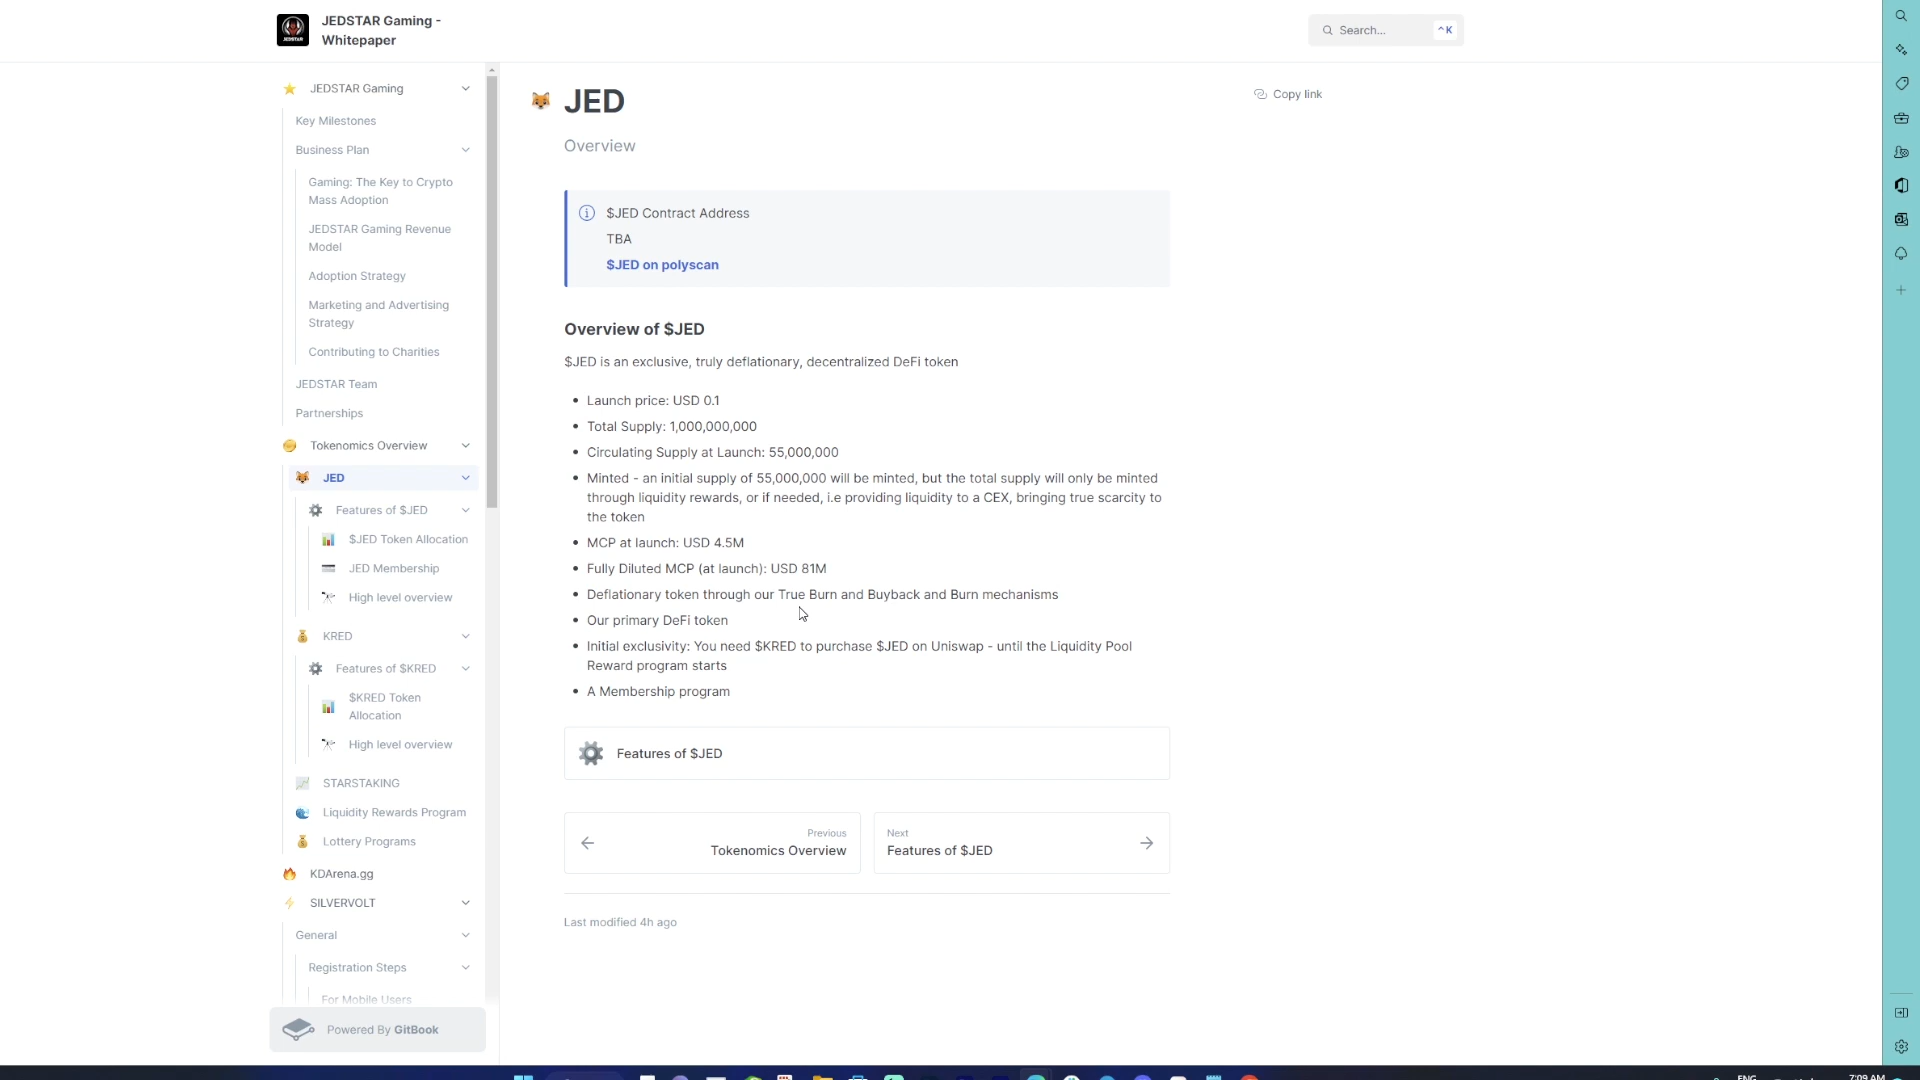 JEDSTAR Gaming -
Whitepaper
Search...
^K
JEDSTAR Gaming
Key Milestones
Business Plan
Gaming: The Key to Crypto
Mass Adoption
JEDSTAR Gaming Revenue
Model
Adoption Strategy
Marketing and Advertising
Strategy
Contributing to Charities
JEDSTAR Team
Partnerships
Tokenomics Overview
JED
Features of $JED
$JED Token Allocation
JED Membership
High level overview
KRED
Features of $KRED
$KRED Token
Allocation
High level overview
STARSTAKING
Liquidity Rewards Program
Lottery Programs
KDArena.gg
SILVERVOLT
General
Registration Steps
For Mobile Users
Powered By GitBook
JED
Copy link
Overview
$JED Contract Address
TBA
$JED on polyscan
Overview of $JED
$JED is an exclusive, truly deflationary, decentralized DeFi token
• Launch price: USD 0.1
• Total Supply: 1,000,000,000
• Circulating Supply at Launch: 55,000,000
• Minted - an initial supply of 55,000,000 will be minted, but the total supply will only be minted
through liquidity rewards, or if needed, i.e providing liquidity to a CEX, bringing true scarcity to
the token
• MCP at launch: USD 4.5M
• Fully Diluted MCP (at launch): USD 81M
• Deflationary token through our True Burn and Buyback and Burn mechanisms
• Our primary DeFi token
• Initial exclusivity: You need $KRED to purchase $JED on Uniswap - until the Liquidity Pool
Reward program starts
• A Membership program
Features of $JED
Previous
Tokenomics Overview
Next
Features of $JED
Last modified 4h ago
ENG
7:09 AM